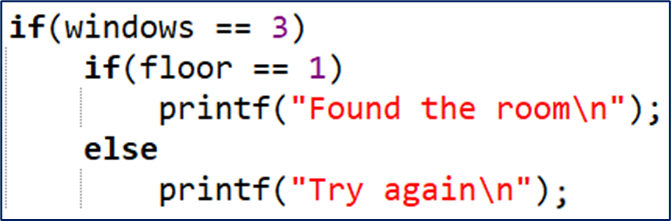 if(windows == 3)
if(floor == 1)
printf("Found the room\n");
else
printf("Try again\n");